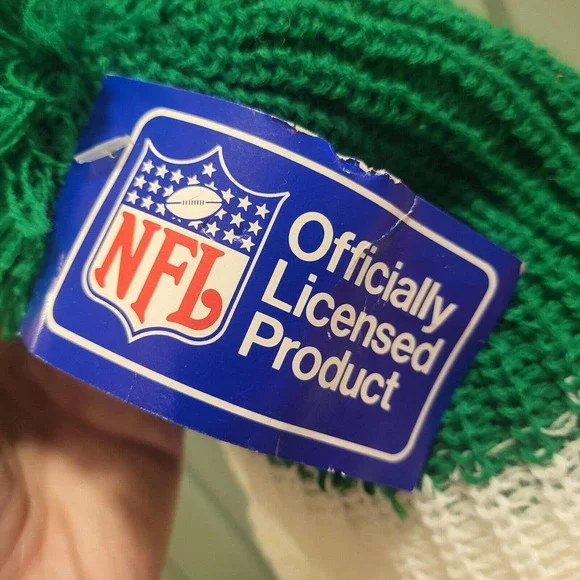 NFL
Officially
Licensed
Product